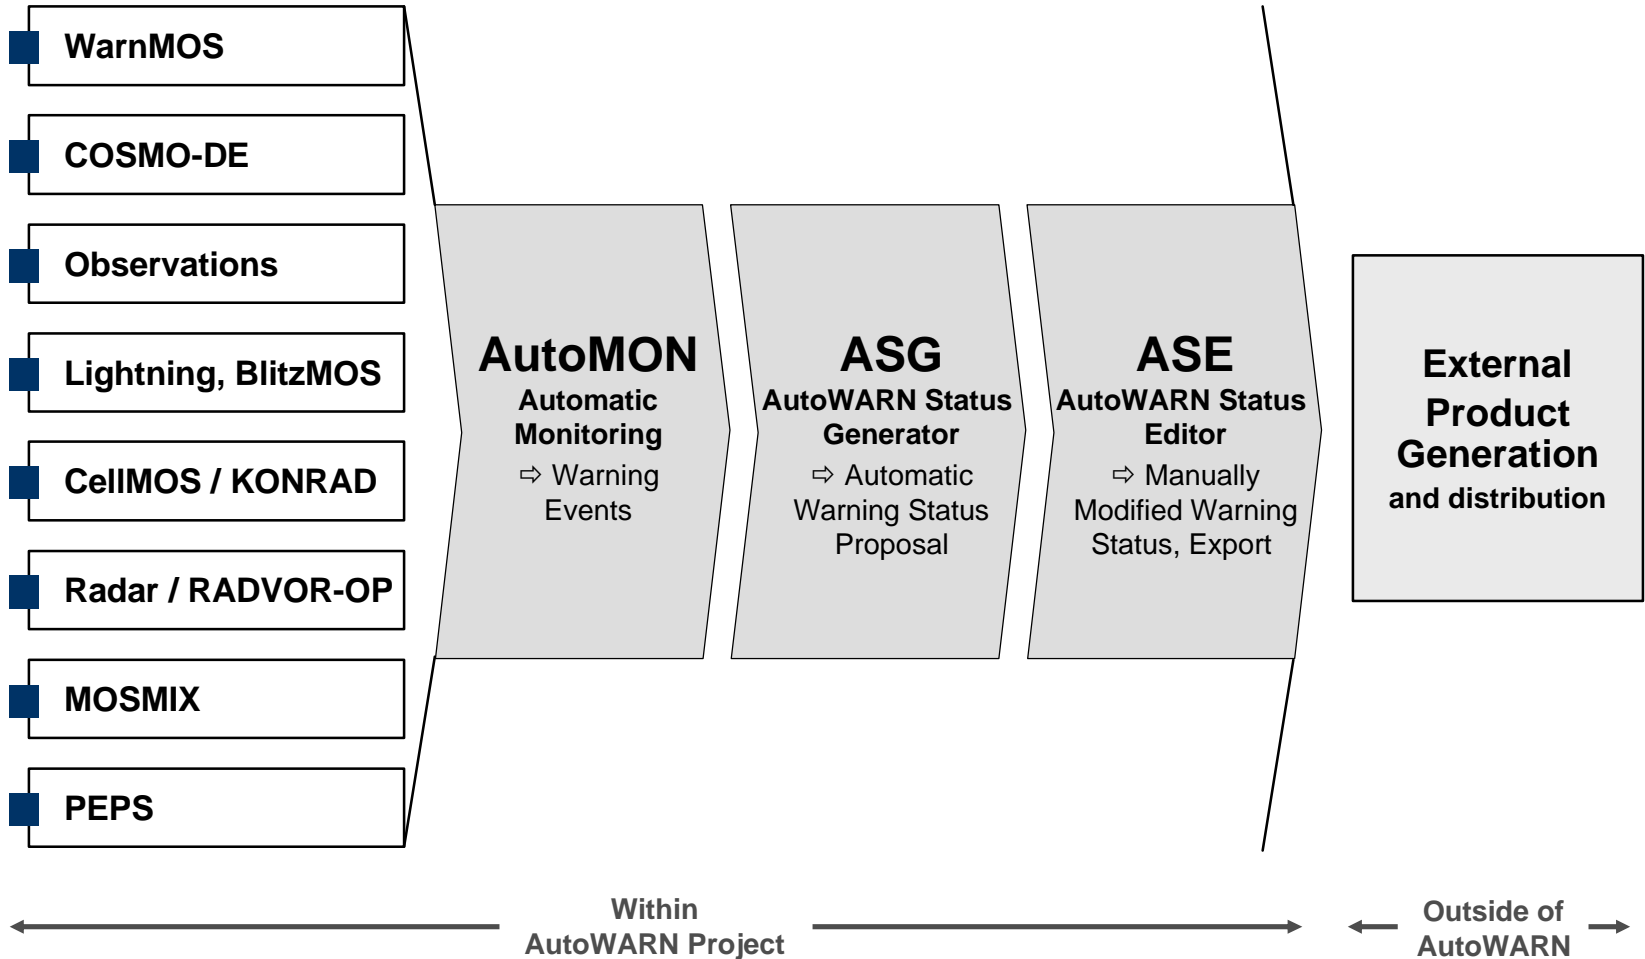 WarnMOS
COSMO-DE
Observations
Lightning, BlitzMOS
CellMOS / KONRAD
Radar / RADVOR-OP
MOSMIX
PEPS
AutoMON
Automatic
Monitoring
⇨ Warning
Events
ASG
AutoWARN Status
Generator
⇨ Automatic
Warning Status
Proposal
ASE
AutoWARN Status
Editor
⇨ Manually
Modified Warning
Status, Export
External
Product
Generation
and distribution
Within
AutoWARN Project
Outside of
AutoWARN